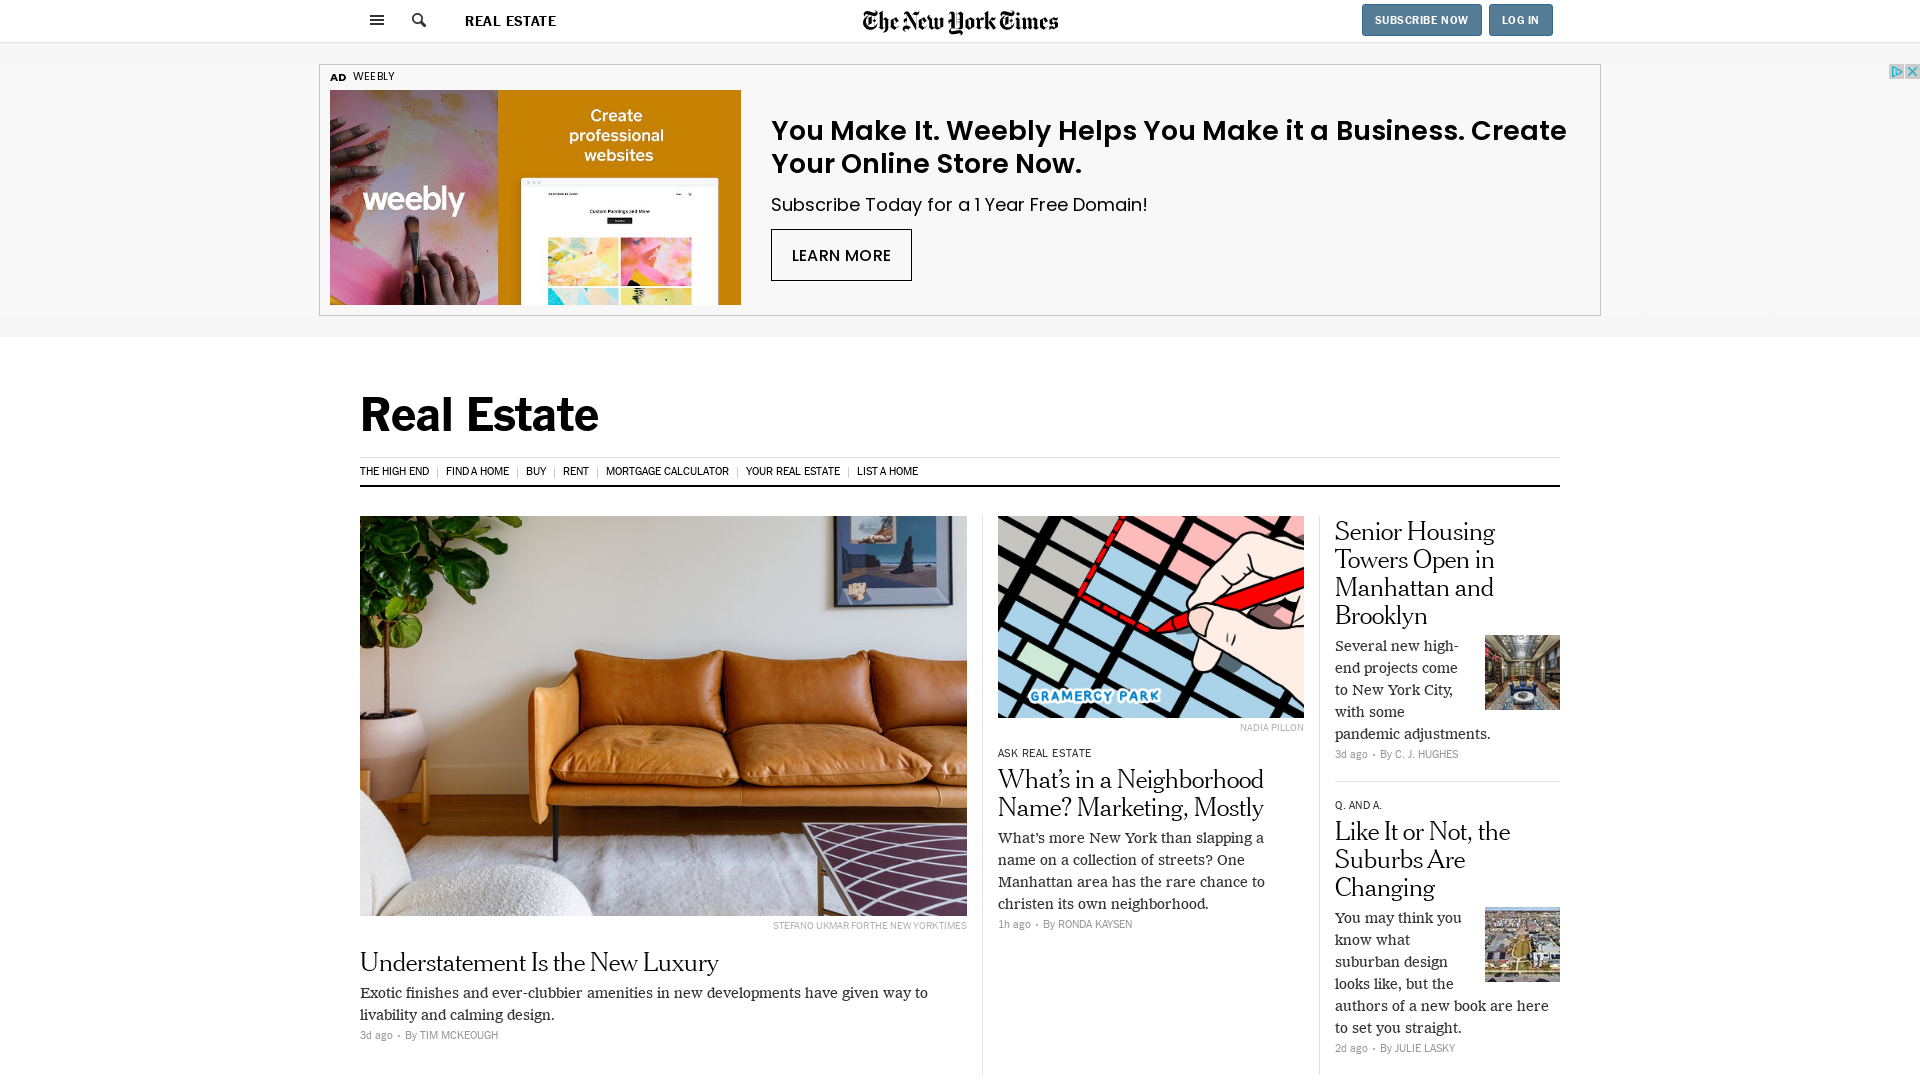 REAL ESTATE
The New York Times
SUBSCRIBE NOW
LOG IN
AD WEEBLY
weebly
Create
professional
websites
Custom Paintings and More
You Make It. Weebly Helps You Make it a Business. Create
Your Online Store Now.
Subscribe Today for a 1 Year Free Domain!
LEARN MORE
Real Estate
THE HIGH END
FIND A HOME
BUY
RENT
MORTGAGE CALCULATOR
YOUR REAL ESTATE
LIST A HOME
STEFANO UKMAR FOR THE NEW YORK TIMES
Understatement Is the New Luxury
Exotic finishes and ever-clubbier amenities in new developments have given way to
livability and calming design.
3d ago • By TIM MCKEOUGH
GRAMERCY PARK
NADIA PILLON
ASK REAL ESTATE
What’s in a Neighborhood
Name? Marketing, Mostly
What’s more New York than slapping a
name on a collection of streets? One
Manhattan area has the rare chance to
christen its own neighborhood.
1h ago • By RONDA KAYSEN
Senior Housing
Towers Open in
Manhattan and
Brooklyn
Several new high-
end projects come
to New York City,
with some
pandemic adjustments.
3d ago • By C. J. HUGHES
Q. AND A.
Like It or Not, the
Suburbs Are
Changing
You may think you
know what
suburban design
looks like, but the
authors of a new book are here
to set you straight.
2d ago • By JULIE LASKY